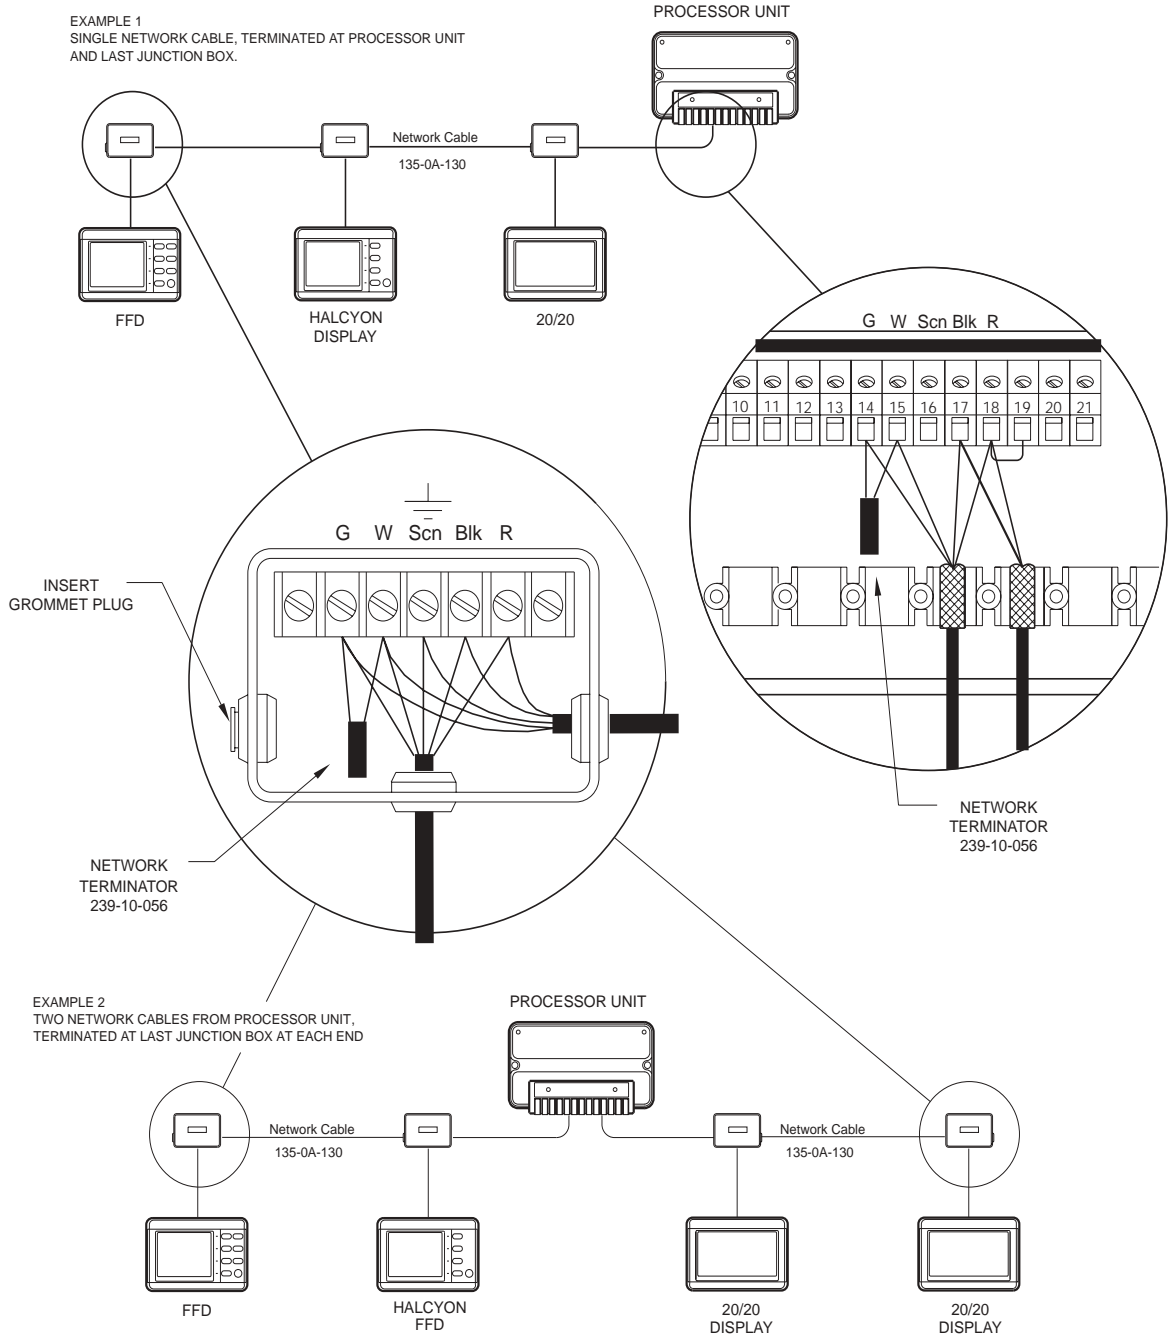 EXAMPLE 1
SINGLE NETWORK CABLE, TERMINATED AT PROCESSOR UNIT
AND LAST JUNCTION BOX.
PROCESSOR UNIT
Network Cable
135-0A-130
FFD
HALCYON
DISPLAY
20/20
G W Scn Blk R
10 11 12 13 14 15 16 17 18 19 20 21
G W Scn Blk R
INSERT
GROMMET PLUG
NETWORK
TERMINATOR
239-10-056
NETWORK
TERMINATOR
239-10-056
EXAMPLE 2
TWO NETWORK CABLES FROM PROCESSOR UNIT,
TERMINATED AT LAST JUNCTION BOX AT EACH END
PROCESSOR UNIT
Network Cable
135-0A-130
Network Cable
135-0A-130
FFD
HALCYON
FFD
20/20
DISPLAY
20/20
DISPLAY